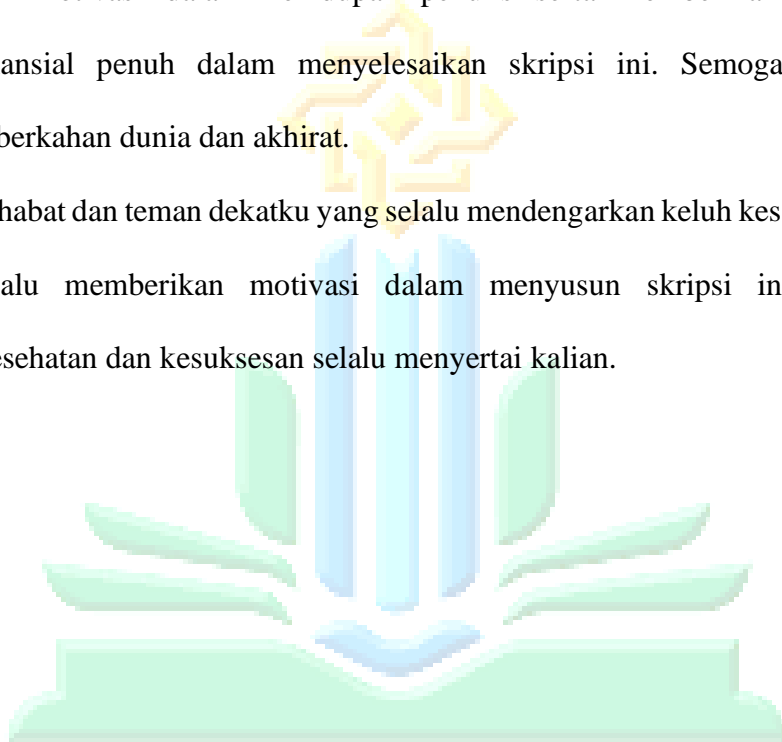 ansial penuh dalam menyelesaikan skripsi ini. Semoga
berkahan dunia dan akhirat.
habat dan teman dekatku yang selalu mendengarkan keluh kes
alu memberikan motivasi dalam menyusun skripsi in
esehatan dan kesuksesan selalu menyertai kalian.